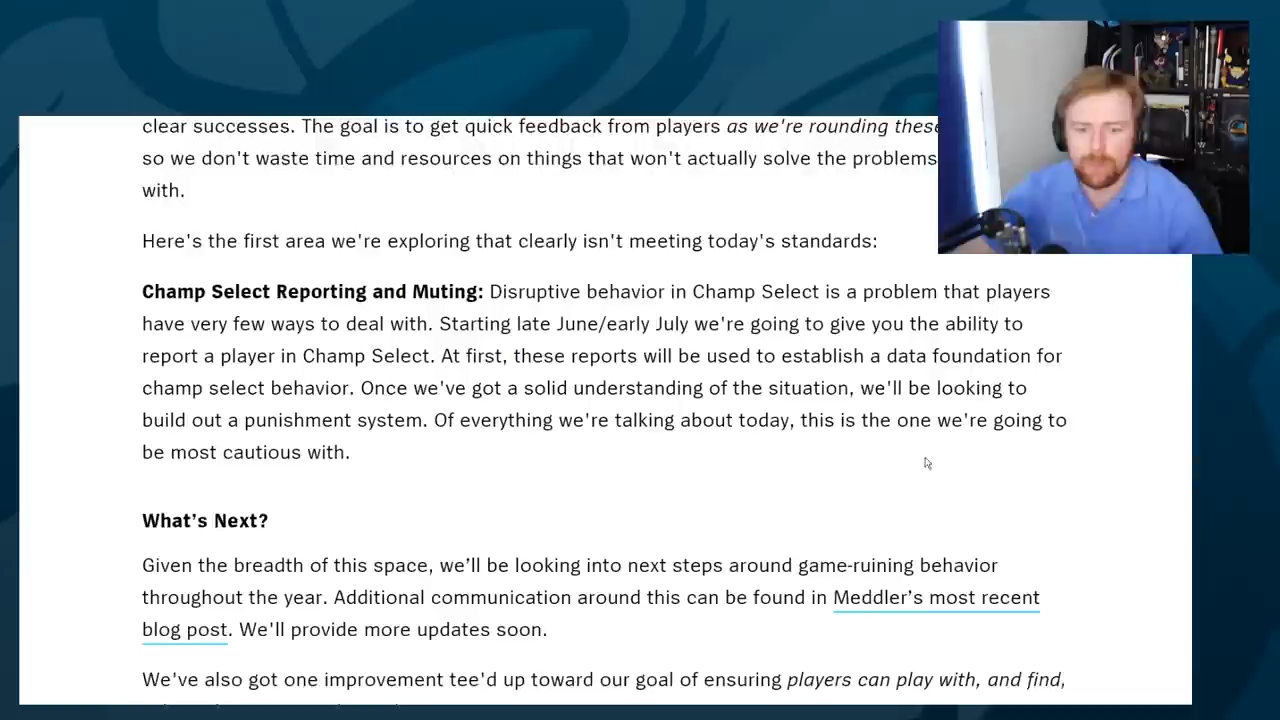 clear successes. The goal is to get quick feedback from players as we're rounding these
so we don't waste time and resources on things that won't actually solve the problems
with.
Here's the first area we're exploring that clearly isn't meeting today's standards:
Champ Select Reporting and Muting: Disruptive behavior in Champ Select is a problem that players
have very few ways to deal with. Starting late June/early July we're going to give you the ability to
report a player in Champ Select. At first, these reports will be used to establish a data foundation for
champ select behavior. Once we've got a solid understanding of the situation, we'll be looking to
build out a punishment system. Of everything we're talking about today, this is the one we're going to
be most cautious with.
What's Next?
Given the breadth of this space, we'll be looking into next steps around game-ruining behavior
throughout the year. Additional communication around this can be found in Meddler's most recent
blog post. We'll provide more updates soon.
We've also got one improvement tee'd up toward our goal of ensuring players can play with, and find,